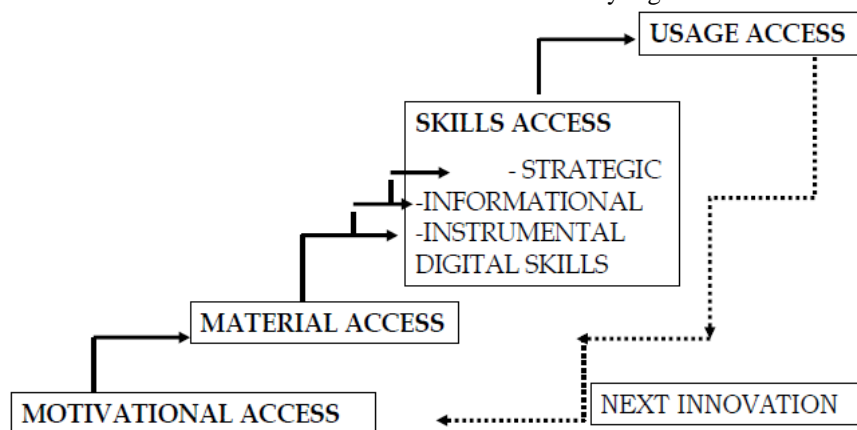 USAGE ACCESS
SKILLS ACCESS
- STRATEGIC
-INFORMATIONAL
-INSTRUMENTAL
DIGITAL SKILLS
MATERIAL ACCESS
NEXT INNOVATION
MOTIVATIONAL ACCESS